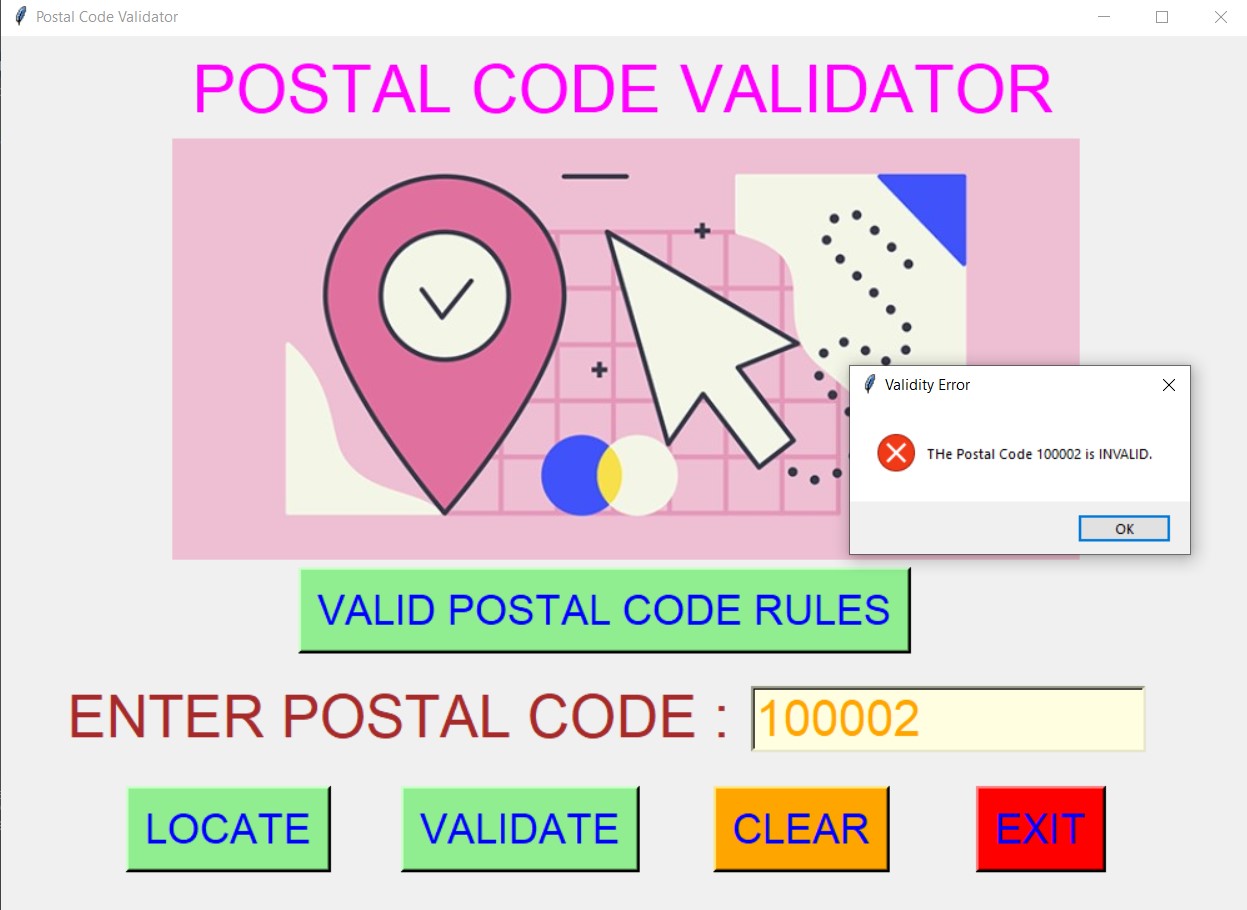 Postal Code Validator
POSTAL CODE VALIDATOR
Validity Error
THe Postal Code 100002 is INVALID.
OK
VALID POSTAL CODE RULES
ENTER POSTAL CODE : 100002
LOCATE VALIDATE CLEAR EXIT